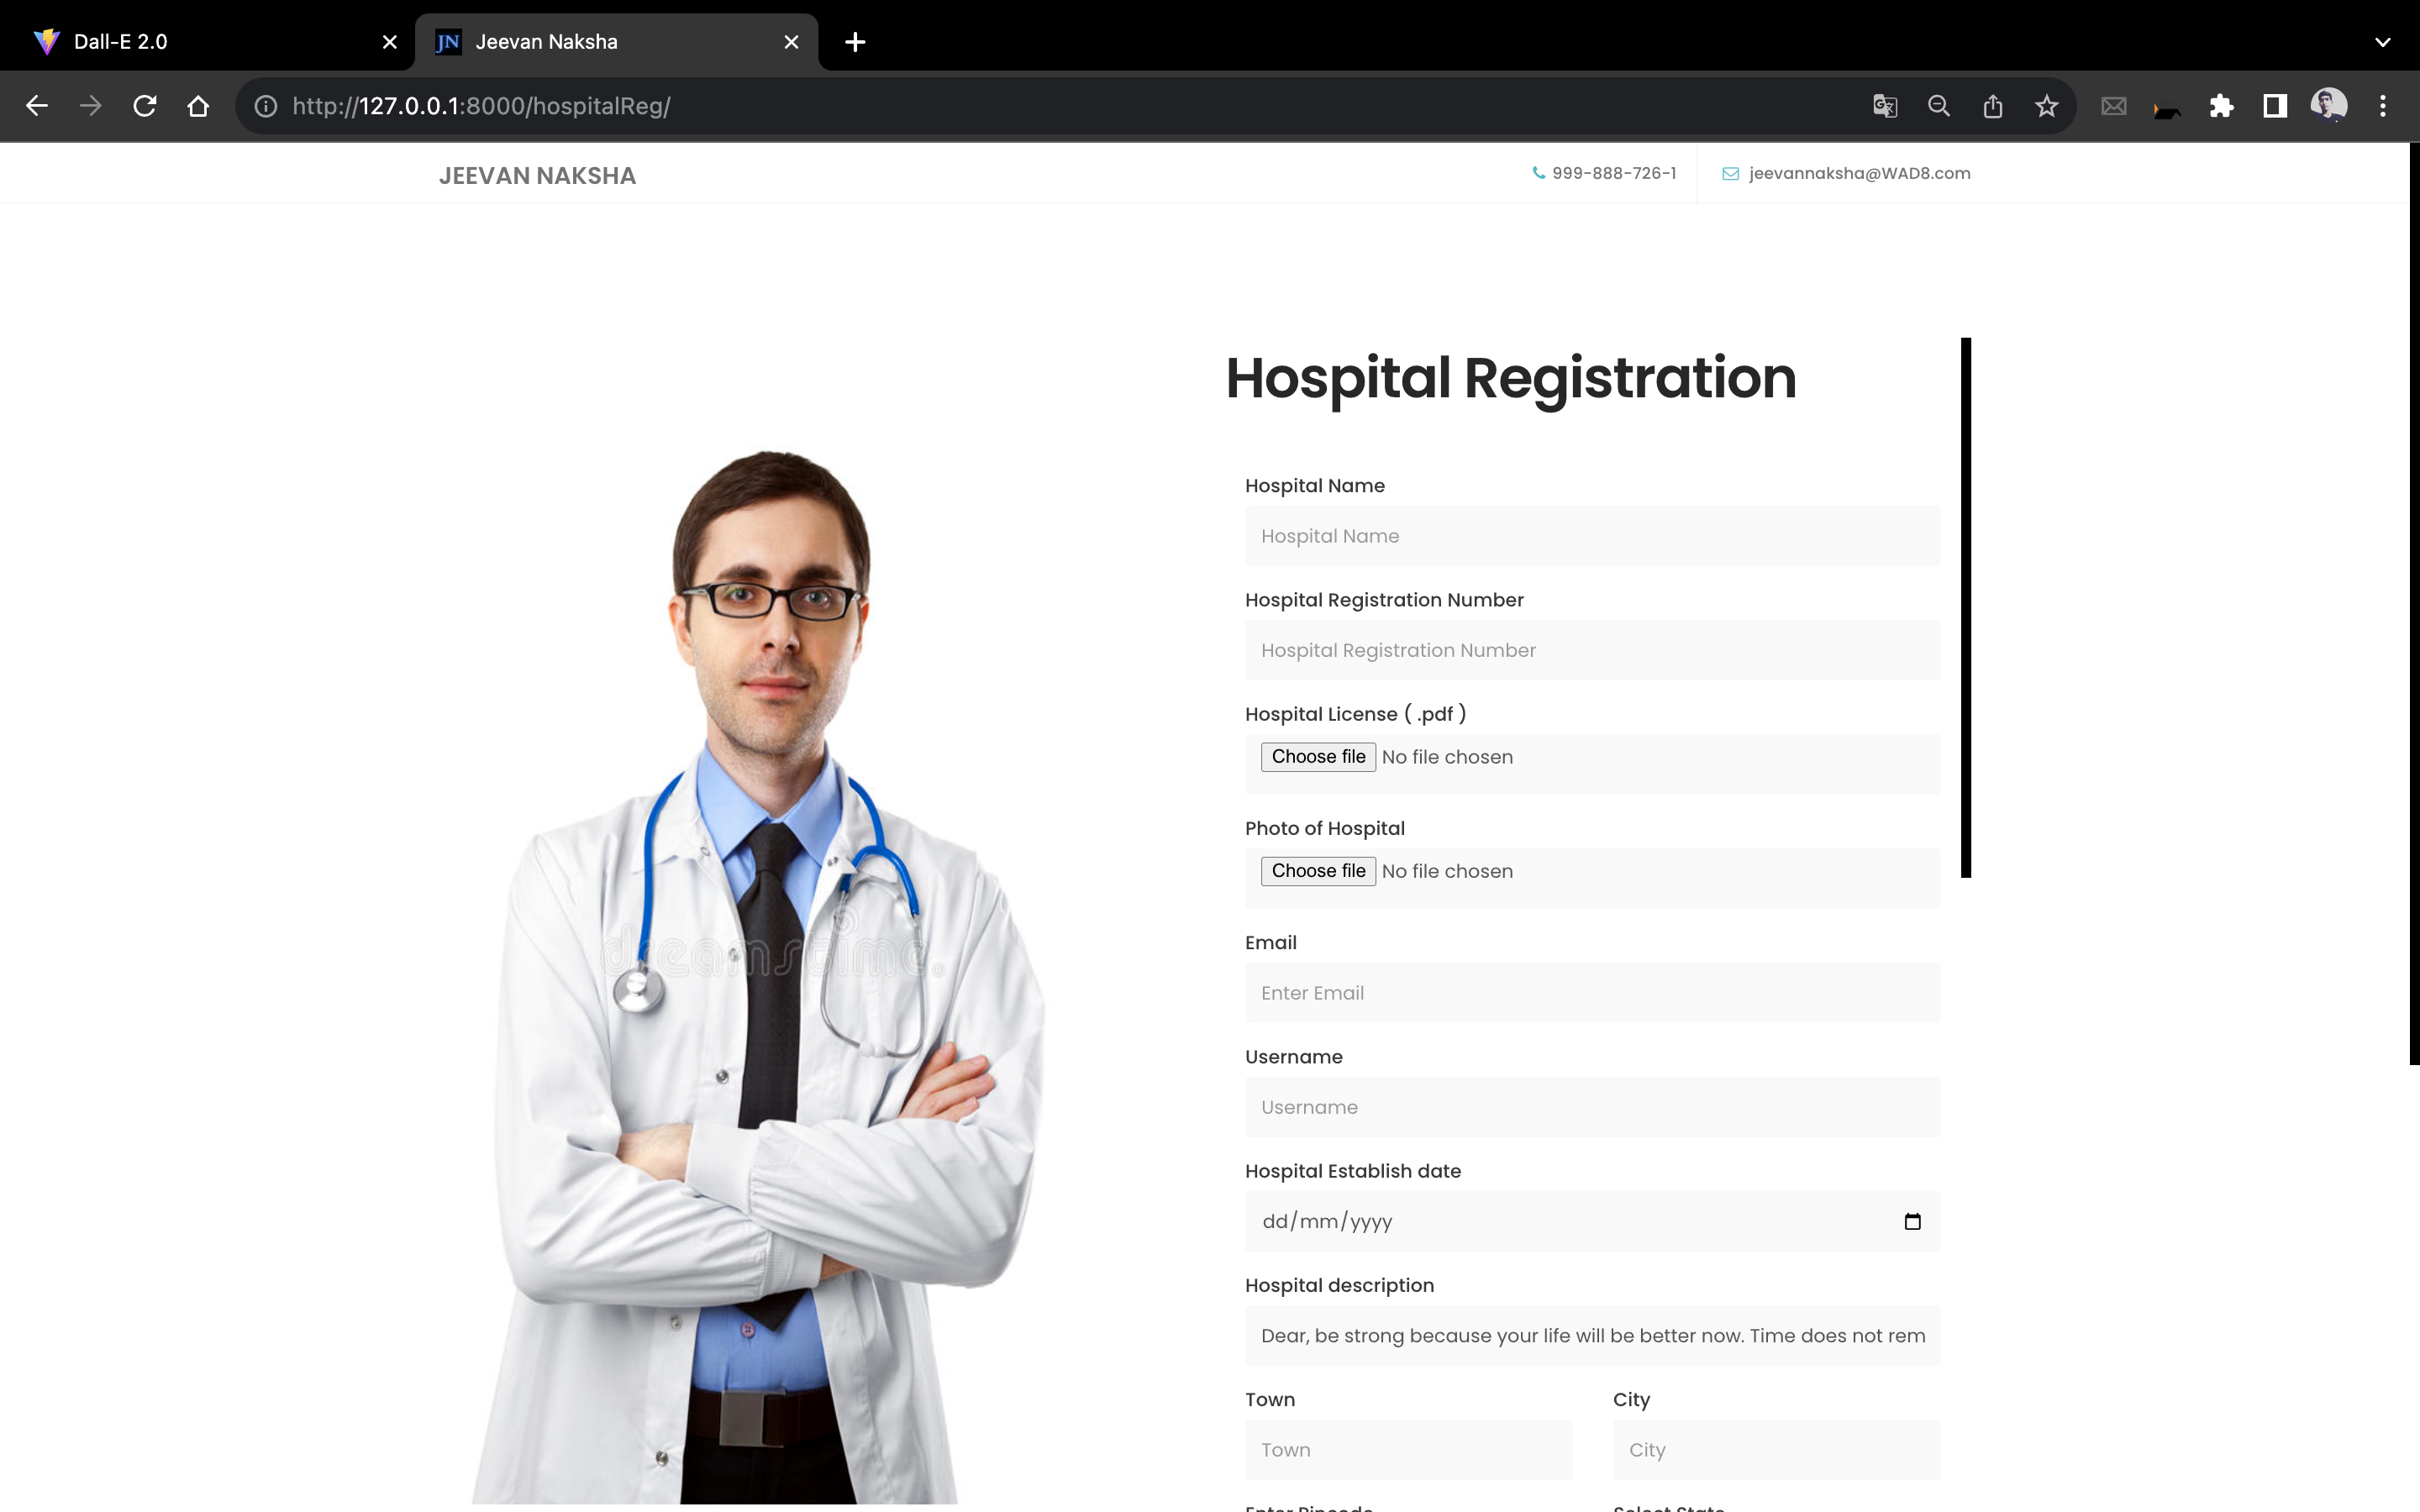 Dall-E 2.0
JN Jeevan Naksha
http://127.0.0.1:8000/hospitalReg/
JEEVAN NAKSHA
999-888-726-1
jeevannaksha@WAD8.com
Hospital Registration
Hospital Name
Hospital Name
Hospital Registration Number
Hospital Registration Number
Hospital License ( .pdf )
Choose file No file chosen
Photo of Hospital
Choose file No file chosen
dreamstime.
Email
Enter Email
Username
Username
Hospital Establish date
dd/mm/yyyy
Hospital description
Dear, be strong because your life will be better now. Time does not rem
Town City
Town City
Enter Pincode Select State